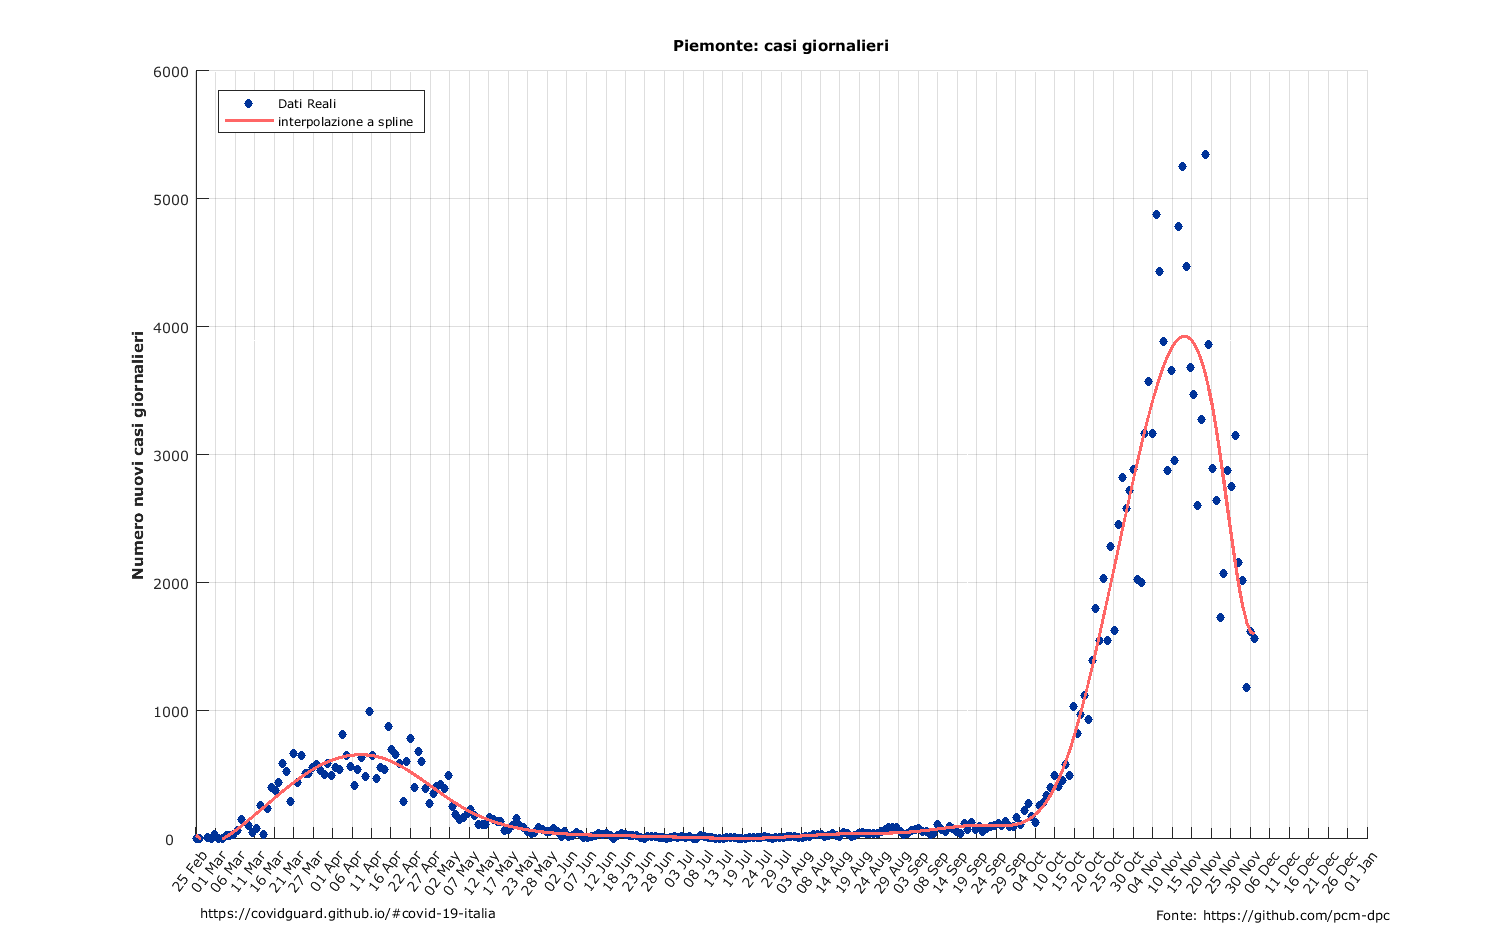 Piemonte: casi giornalieri
6000
5000
4000
3000
2000
1000
0
Numero nuovi casi giornalieri
Dati Reali
interpolazione a spline
25 Feb
01 Mar
06 Mar
11 Mar
16 Mar
21 Mar
27 Mar
01 Apr
06 Apr
11 Apr
16 Apr
22 Apr
27 Apr
02 May
07 May
12 May
17 May
23 May
28 May
02 Jun
07 Jun
12 Jun
18 Jun
23 Jun
28 Jun
03 Jul
08 Jul
13 Jul
19 Jul
24 Jul
29 Jul
03 Aug
08 Aug
14 Aug
19 Aug
24 Aug
29 Aug
03 Sep
08 Sep
14 Sep
19 Sep
24 Sep
29 Sep
04 Oct
10 Oct
15 Oct
20 Oct
25 Oct
30 Oct
04 Nov
10 Nov
15 Nov
20 Nov
25 Nov
30 Nov
06 Dec
11 Dec
16 Dec
21 Dec
26 Dec
01 Jan
https://covidguard.github.io/#covid-19-italia
Fonte: https://github.com/pcm-dpc